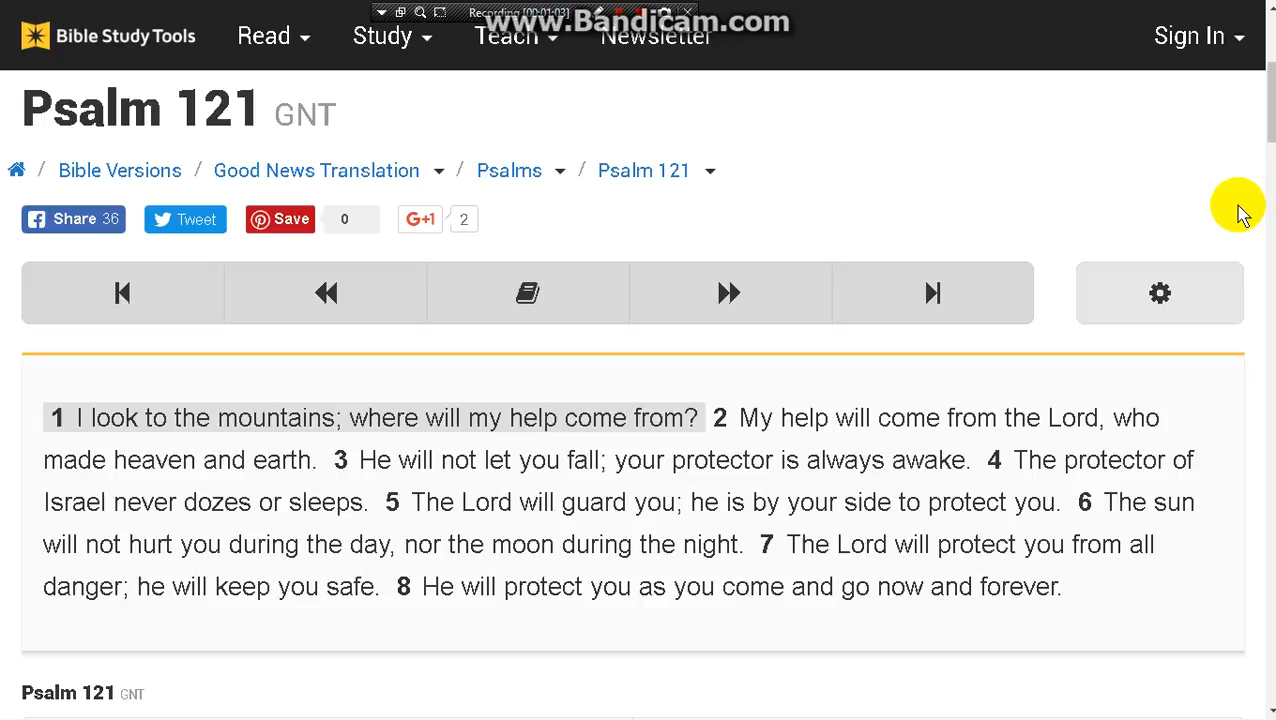 Recording [00:01:03]
www.Bandicam.com
Bible Study Tools Read Study Teach Newsletter Sign In
Psalm 121 GNT
/ Bible Versions / Good News Translation / Psalms / Psalm 121
Share 36 Tweet Save 0 G+1 2
1 I look to the mountains; where will my help come from? 2 My help will come from the Lord, who
made heaven and earth. 3 He will not let you fall; your protector is always awake. 4 The protector of
Israel never dozes or sleeps. 5 The Lord will guard you; he is by your side to protect you. 6 The sun
will not hurt you during the day, nor the moon during the night. 7 The Lord will protect you from all
danger; he will keep you safe. 8 He will protect you as you come and go now and forever.
Psalm 121 GNT